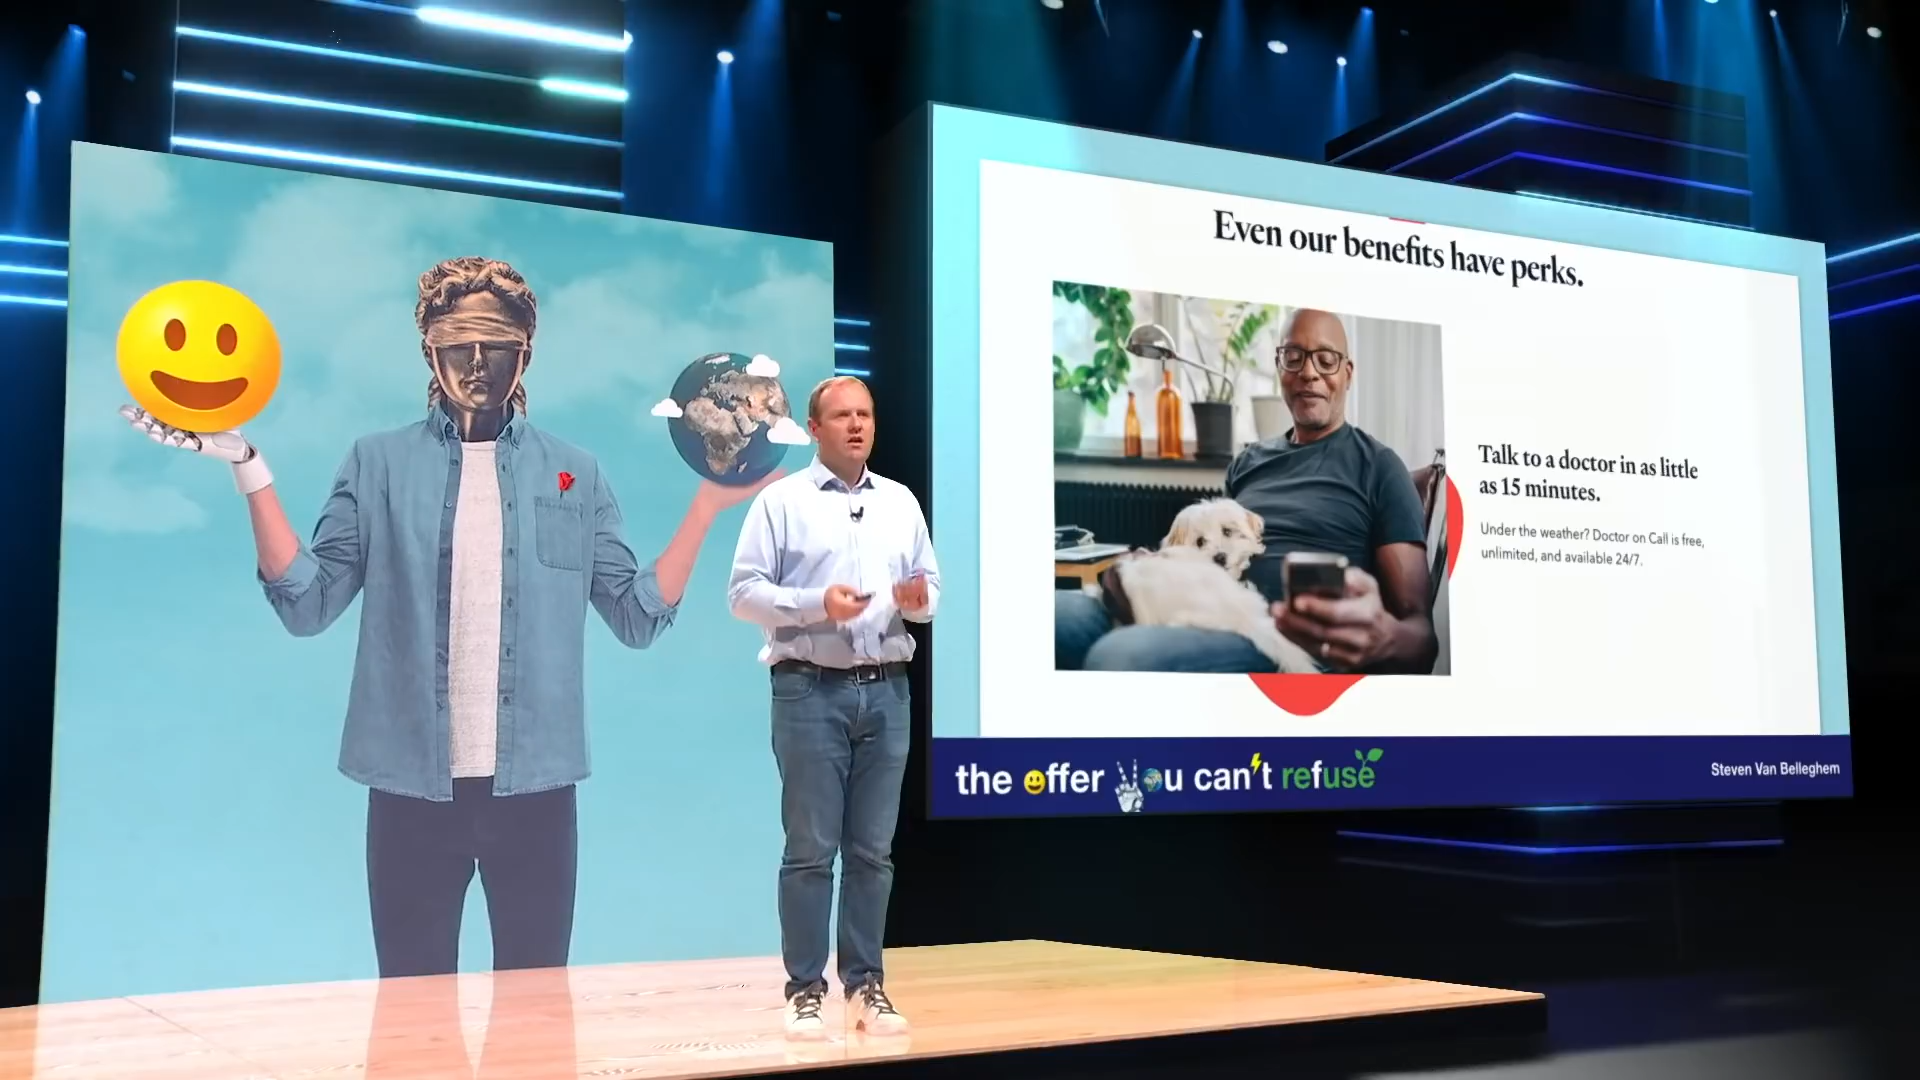 Even our benefits have perks.
Talk to a doctor in as little
as 15 minutes.
Under the weather? Doctor on Call is free,
unlimited, and available 24/7.
the offer you can't refuse
Steven Van Belleghem